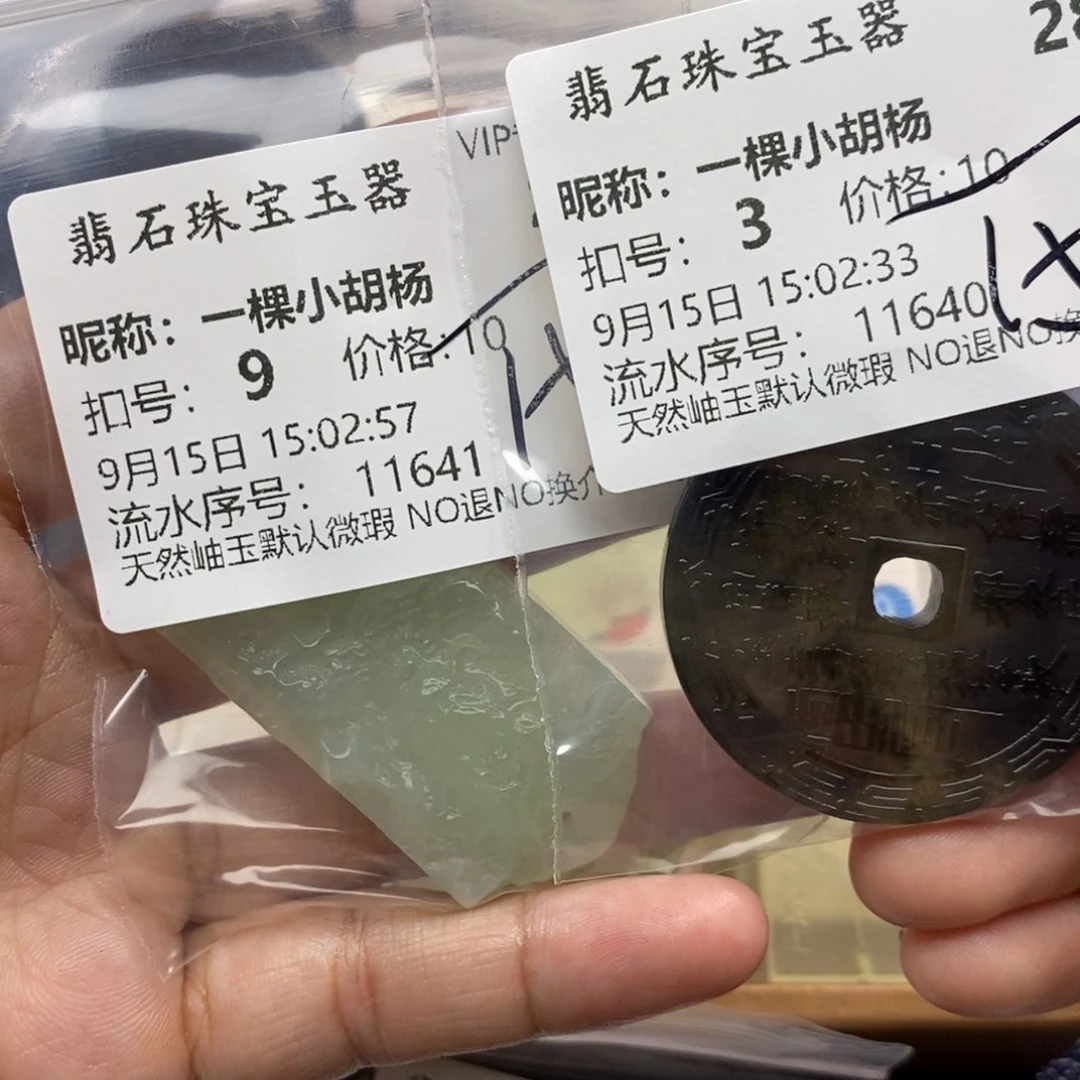 翡石珠宝玉器
VIP
昵称：一棵小胡杨
扣号：9 价格:10
9月15日 15:02:57
流水序号： 11641
天然岫玉默认微瑕 NO退NO换介
翡石珠宝玉器
28
昵称：一棵小胡杨
扣号：3 价格:10
9月15日 15:02:33
流水序号： 11640
天然岫玉默认微瑕 NO退NO换